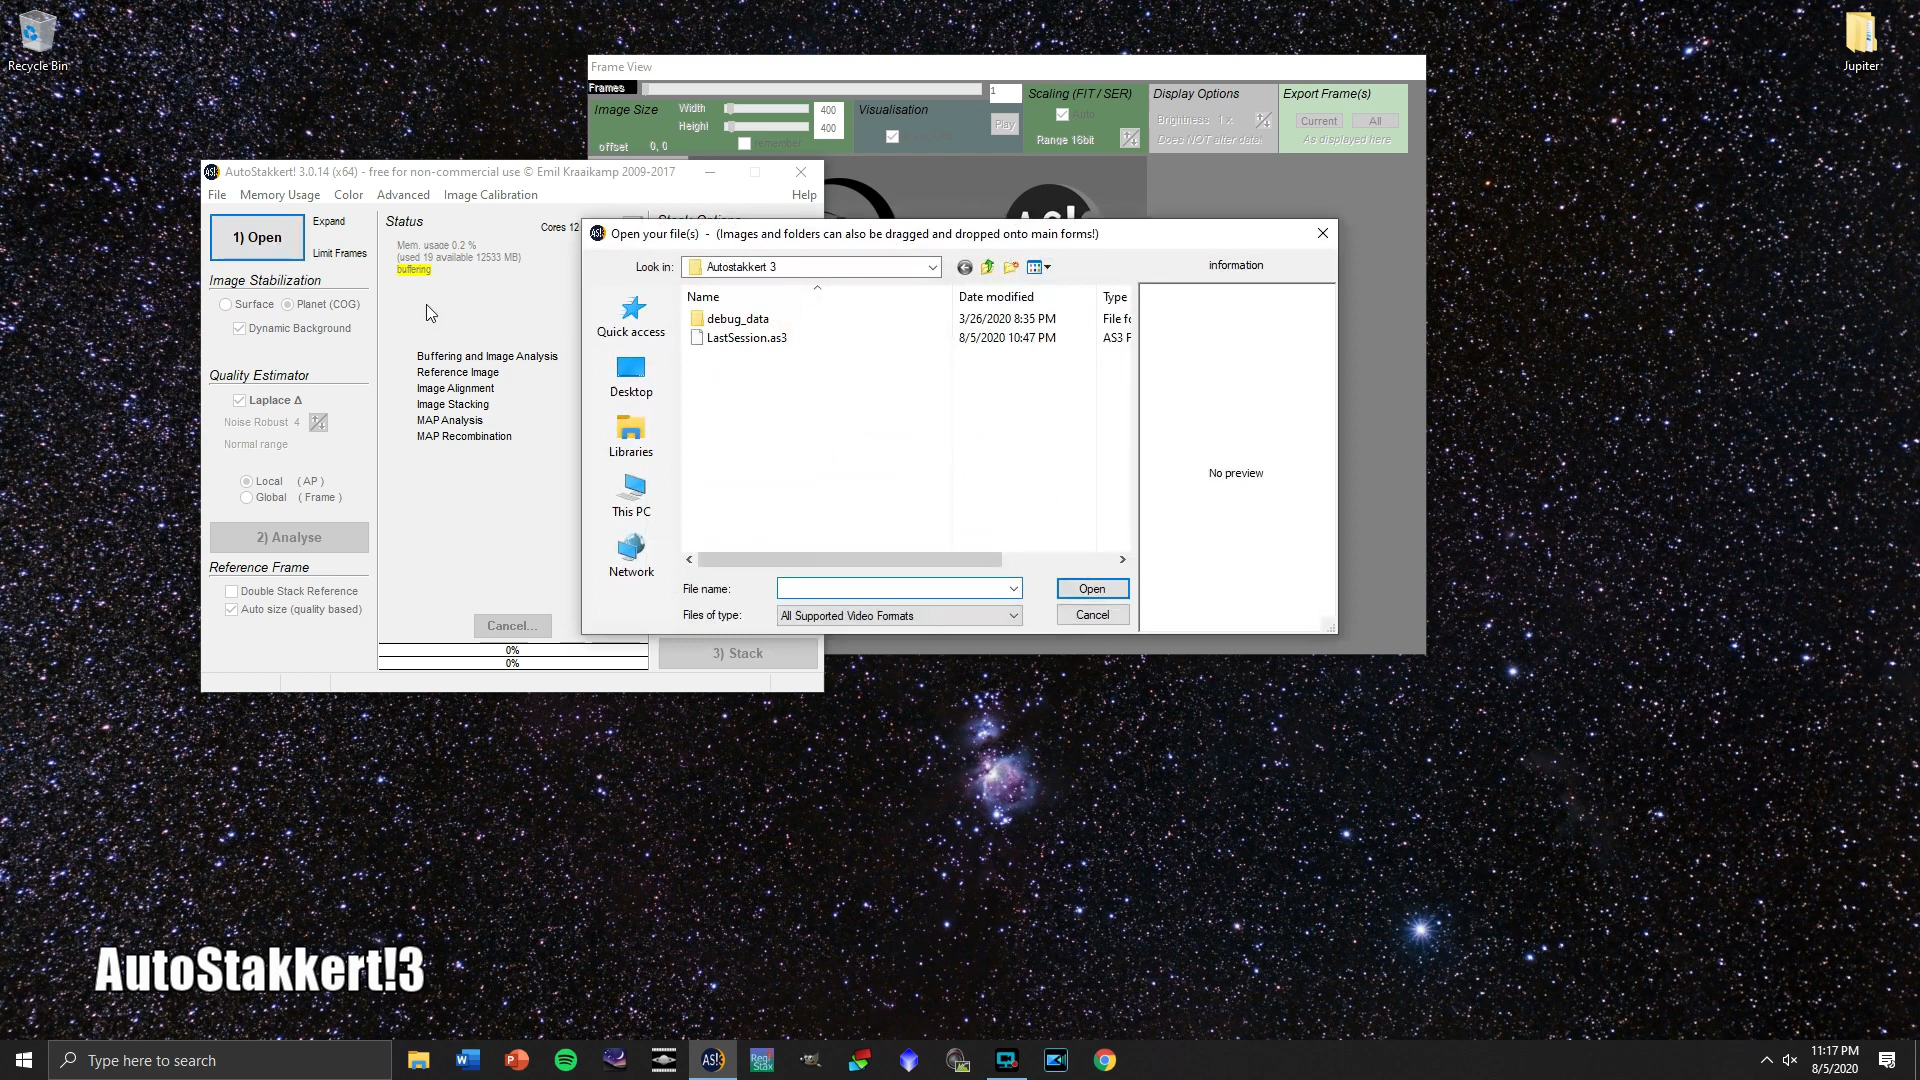 Recycle Bin
Jupiter
Frame View
Frames
1
Image Size
Width
400
Height
400
offset
0, 0
remember
Visualisation
Play
Scaling (FIT / SER)
Auto
Range 16bit
Display Options
Brightness 1 x
Does NOT alter data!
Export Frame(s)
Current
All
As displayed here
AutoStakkert! 3.0.14 (x64) - free for non-commercial use © Emil Kraaikamp 2009-2017
File
Memory Usage
Color
Advanced
Image Calibration
Help
1) Open
Expand
Limit Frames
Image Stabilization
Surface
Planet (COG)
Dynamic Background
Quality Estimator
Laplace Δ
Noise Robust 4
Normal range
Local (AP)
Global (Frame)
2) Analyse
Reference Frame
Double Stack Reference
Auto size (quality based)
Status
Cores 12
Mem. usage 0.2 %
(used 19 available 12533 MB)
buffering
Buffering and Image Analysis
Reference Image
Image Alignment
Image Stacking
MAP Analysis
MAP Recombination
Cancel...
0%
0%
3) Stack
AS!
Open your file(s) - (Images and folders can also be dragged and dropped onto main forms!)
Look in:
Autostakkert 3
information
Quick access
Desktop
Libraries
This PC
Network
Name
Date modified
Type
debug_data
3/26/2020 8:35 PM
File fo
LastSession.as3
8/5/2020 10:47 PM
AS3 F
No preview
File name:
Open
Files of type:
All Supported Video Formats
Cancel
AutoStakkert!3
Type here to search
11:17 PM
8/5/2020